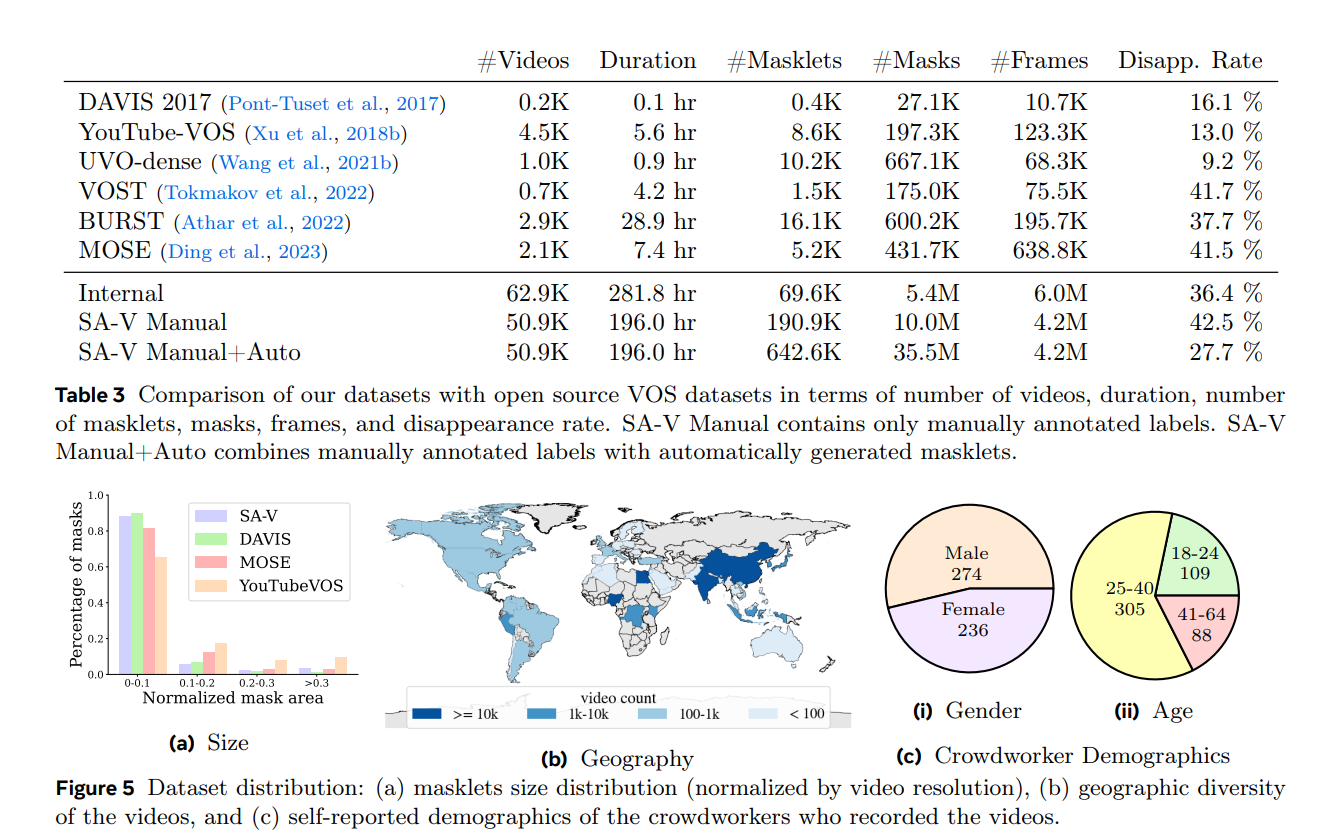 #Videos Duration #Masklets #Masks #Frames Disapp. Rate
DAVIS 2017 (Pont-Tuset et al., 2017) 0.2K 0.1 hr 0.4K 27.1K 10.7K 16.1 %
YouTube-VOS (Xu et al., 2018b) 4.5K 5.6 hr 8.6K 197.3K 123.3K 13.0 %
UVO-dense (Wang et al., 2021b) 1.0K 0.9 hr 10.2K 667.1K 68.3K 9.2 %
VOST (Tokmakov et al., 2022) 0.7K 4.2 hr 1.5K 175.0K 75.5K 41.7 %
BURST (Athar et al., 2022) 2.9K 28.9 hr 16.1K 600.2K 195.7K 37.7 %
MOSE (Ding et al., 2023) 2.1K 7.4 hr 5.2K 431.7K 638.8K 41.5 %
Internal 62.9K 281.8 hr 69.6K 5.4M 6.0M 36.4 %
SA-V Manual 50.9K 196.0 hr 190.9K 10.0M 4.2M 42.5 %
SA-V Manual+Auto 50.9K 196.0 hr 642.6K 35.5M 4.2M 27.7 %
Table 3 Comparison of our datasets with open source VOS datasets in terms of number of videos, duration, number
of masklets, masks, frames, and disappearance rate. SA-V Manual contains only manually annotated labels. SA-V
Manual+Auto combines manually annotated labels with automatically generated masklets.
Percentage of masks
1.0
0.8
0.6
0.4
0.2
0.0
SA-V
DAVIS
MOSE
YouTubeVOS
0-0.1 0.1-0.2 0.2-0.3 >0.3
Normalized mask area
(a) Size
video count
>= 10k 1k-10k 100-1k < 100
(b) Geography
Male
274
Female
236
(i) Gender
18-24
109
25-40
305
41-64
88
(ii) Age
(c) Crowdworker Demographics
Figure 5 Dataset distribution: (a) masklets size distribution (normalized by video resolution), (b) geographic diversity
of the videos, and (c) self-reported demographics of the crowdworkers who recorded the videos.